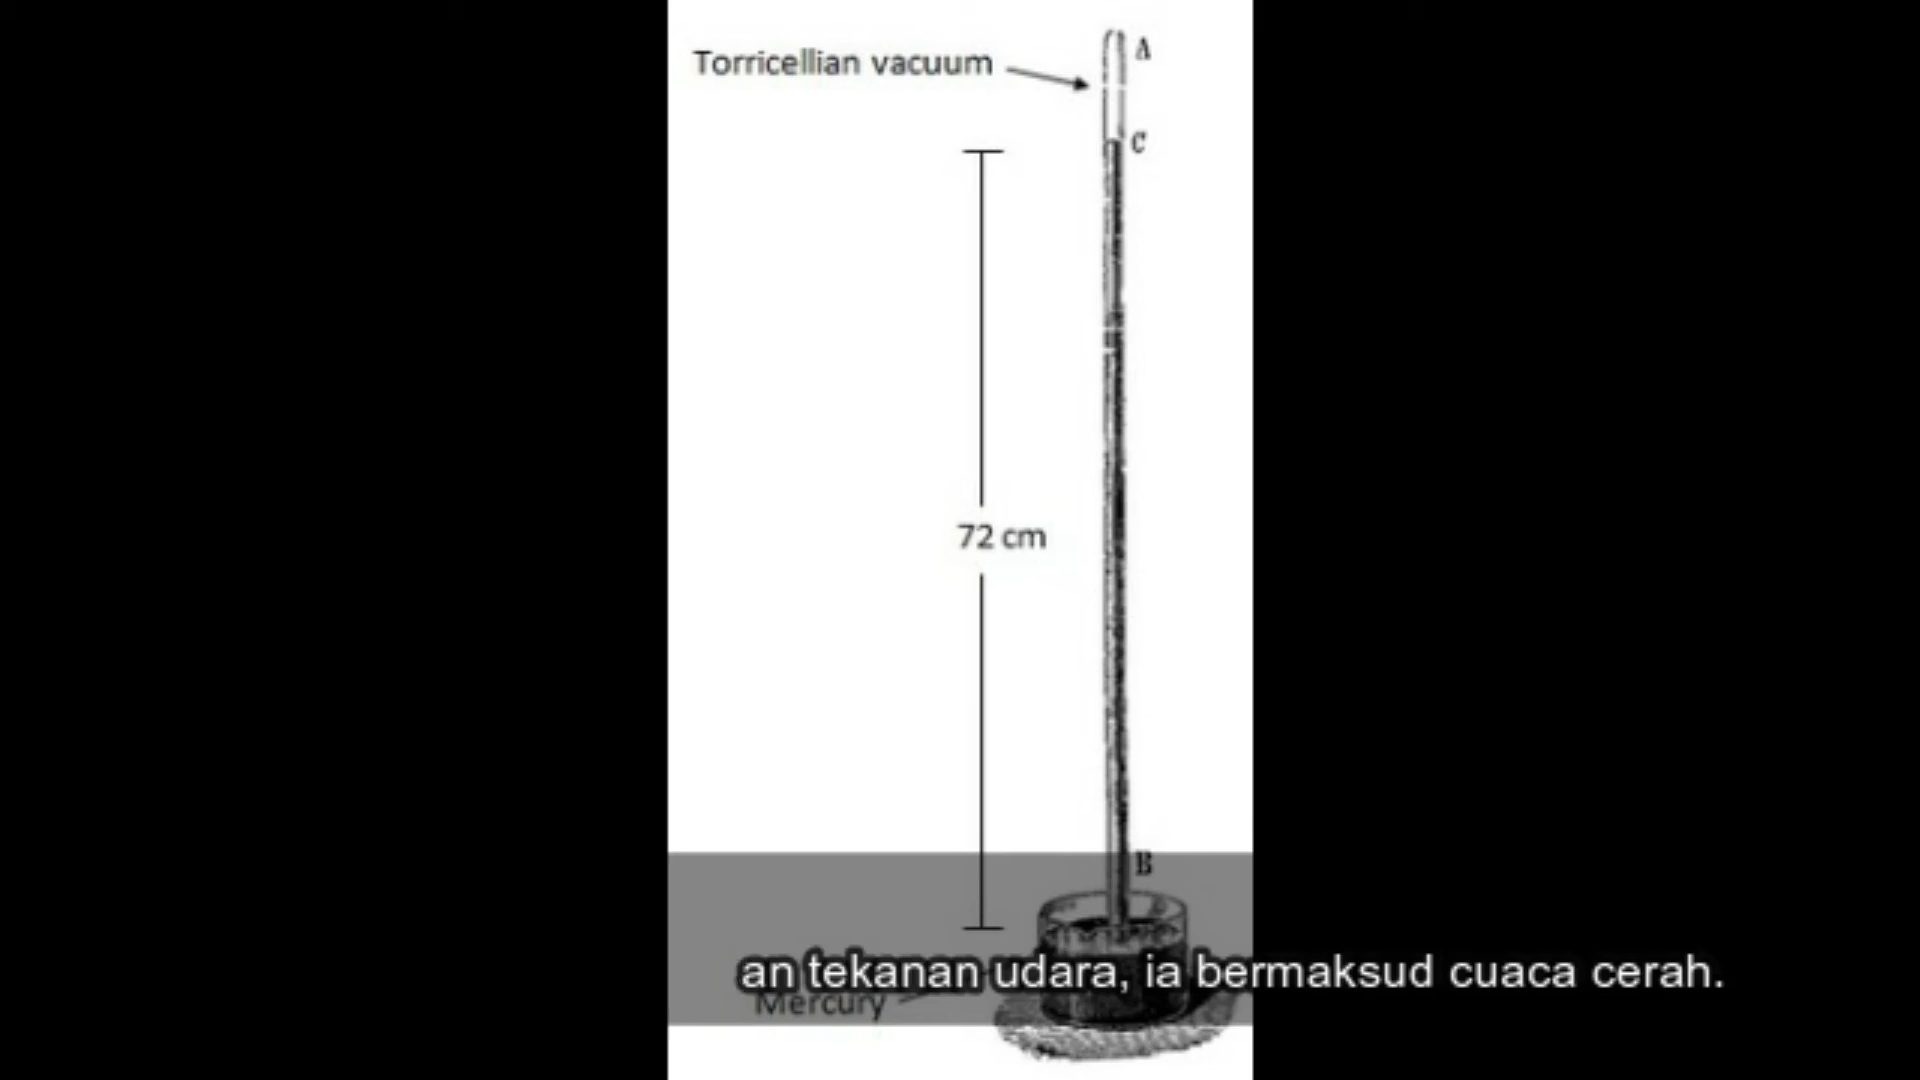 Torricellian vacuum
A
C
72 cm
B
an tekanan udara, ia bermaksud cuaca cerah.
Mercury